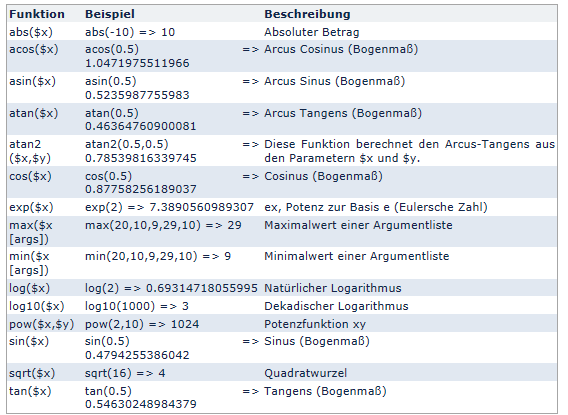 Funktion Beispiel Beschreibung
abs($x) abs(-10) => 10 Absoluter Betrag
acos($x) acos(0.5) => Arcus Cosinus (Bogenmaß)
1.0471975511966
asin($x) asin(0.5) => Arcus Sinus (Bogenmaß)
0.5235987755983
atan($x) atan(0.5) => Arcus Tangens (Bogenmaß)
0.46364760900081
atan2 atan2(0.5,0.5) => Diese Funktion berechnet den Arcus-Tangens aus
($x,$y) 0.78539816339745 den Parametern $x und $y.
cos($x) cos(0.5) => Cosinus (Bogenmaß)
0.87758256189037
exp($x) exp(2) => 7.3890560989307 ex, Potenz zur Basis e (Eulersche Zahl)
max($x max(20,10,9,29,10) => 29 Maximalwert einer Argumentliste
[args])
min($x min(20,10,9,29,10) => 9 Minimalwert einer Argumentliste
[args])
log($x) log(2) => 0.69314718055995 Natürlicher Logarithmus
log10($x) log10(1000) => 3 Dekadischer Logarithmus
pow($x,$y) pow(2,10) => 1024 Potenzfunktion xy
sin($x) sin(0.5) => Sinus (Bogenmaß)
0.4794255386042
sqrt($x) sqrt(16) => 4 Quadratwurzel
tan($x) tan(0.5) => Tangens (Bogenmaß)
0.54630248984379